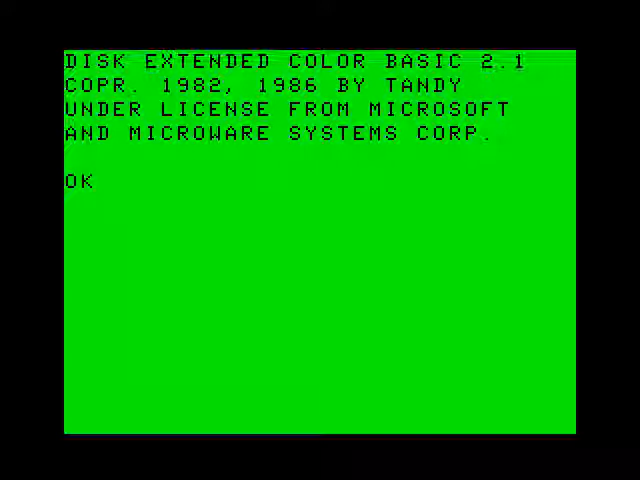 DISK EXTENDED COLOR BASIC 2.1
COPR. 1982, 1986 BY TANDY
UNDER LICENSE FROM MICROSOFT
AND MICROWARE SYSTEMS CORP.
OK